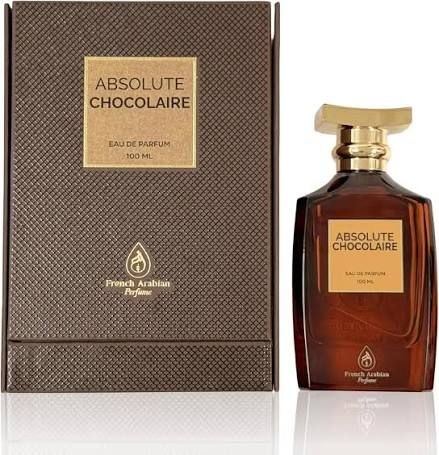 ABSOLUTE
CHOCOLAIRE
EAU DE PARFUM
100 ML
French Arabian
Perfume
ABSOLUTE
CHOCOLAIRE
EAU DE PARFUM
100 ML
French Arabian
Perfume